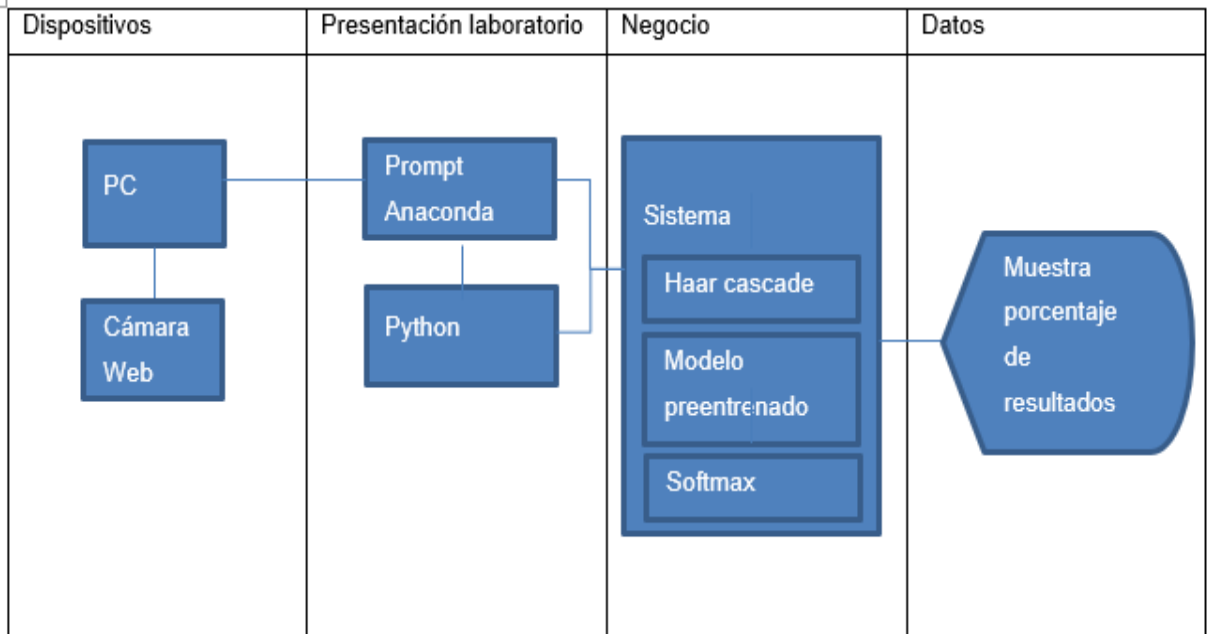 Dispositivos
Presentación laboratorio
Negocio
Datos
PC
Cámara
Web
Prompt
Anaconda
Python
Sistema
Haar cascade
Modelo
preentrenado
Softmax
Muestra
porcentaje
de
resultados